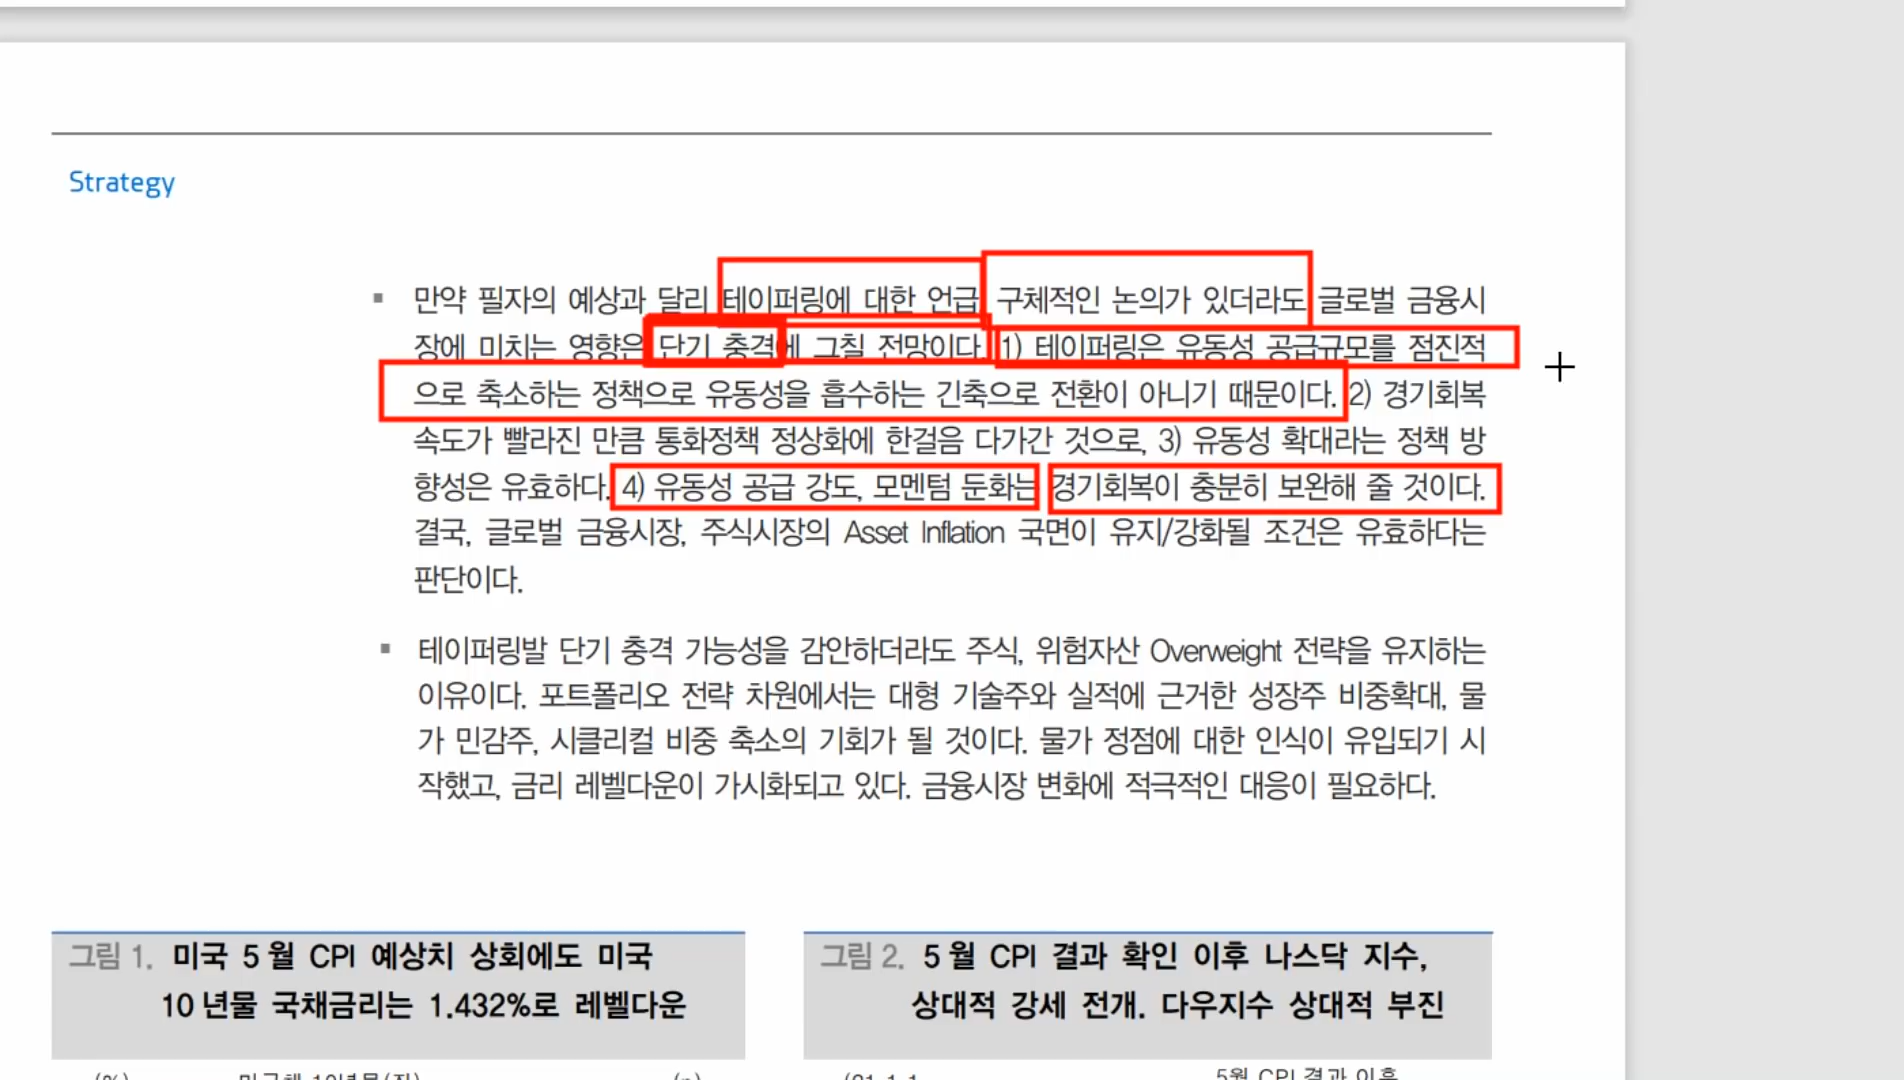 Strategy
▪ 만약 필자의 예상과 달리 테이퍼링에 대한 언급, 구체적인 논의가 있더라도 글로벌 금융시
장에 미치는 영향은 단기 충격에 그칠 전망이다. 1) 테이퍼링은 유동성 공급규모를 점진적
으로 축소하는 정책으로 유동성을 흡수하는 긴축으로 전환이 아니기 때문이다. 2) 경기회복
속도가 빨라진 만큼 통화정책 정상화에 한걸음 다가간 것으로, 3) 유동성 확대라는 정책 방
향성은 유효하다. 4) 유동성 공급 강도, 모멘텀 둔화는 경기회복이 충분히 보완해 줄 것이다.
결국, 글로벌 금융시장, 주식시장의 Asset Inflation 국면이 유지/강화될 조건은 유효하다는
판단이다.
▪ 테이퍼링발 단기 충격 가능성을 감안하더라도 주식, 위험자산 Overweight 전략을 유지하는
이유이다. 포트폴리오 전략 차원에서는 대형 기술주와 실적에 근거한 성장주 비중확대, 물
가 민감주, 시클리컬 비중 축소의 기회가 될 것이다. 물가 정점에 대한 인식이 유입되기 시
작했고, 금리 레벨다운이 가시화되고 있다. 금융시장 변화에 적극적인 대응이 필요하다.
그림 1. 미국 5월 CPI 예상치 상회에도 미국
10년물 국채금리는 1.432%로 레벨다운
그림 2. 5월 CPI 결과 확인 이후 나스닥 지수,
상대적 강세 전개. 다우지수 상대적 부진